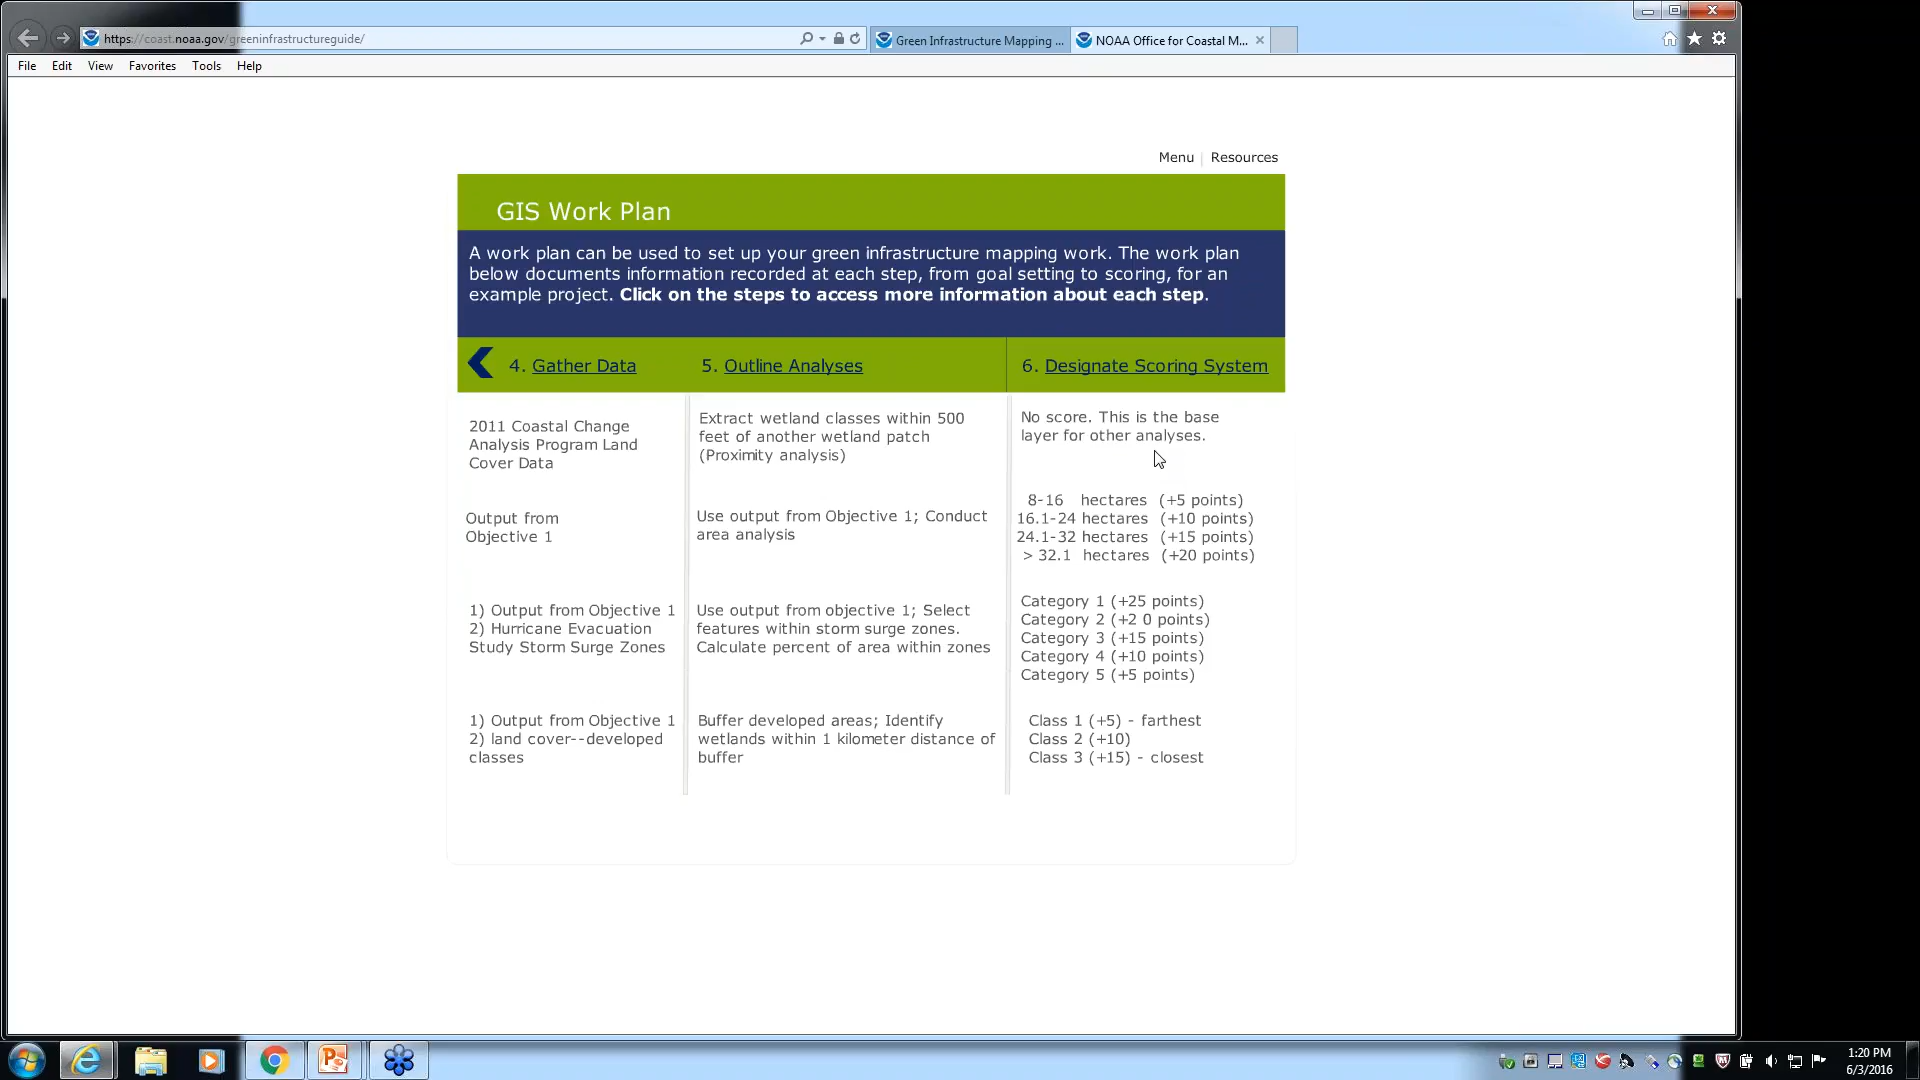 https://coast.noaa.gov/greeninfrastructureguide/
Green Infrastructure Mapping ...
NOAA Office for Coastal M...
File Edit View Favorites Tools Help
Menu | Resources
GIS Work Plan
A work plan can be used to set up your green infrastructure mapping work. The work plan
below documents information recorded at each step, from goal setting to scoring, for an
example project. Click on the steps to access more information about each step.
4. Gather Data
5. Outline Analyses
6. Designate Scoring System
2011 Coastal Change
Analysis Program Land
Cover Data
Extract wetland classes within 500
feet of another wetland patch
(Proximity analysis)
No score. This is the base
layer for other analyses.
Output from
Objective 1
Use output from Objective 1; Conduct
area analysis
8-16 hectares (+5 points)
16.1-24 hectares (+10 points)
24.1-32 hectares (+15 points)
> 32.1 hectares (+20 points)
1) Output from Objective 1
2) Hurricane Evacuation
Study Storm Surge Zones
Use output from objective 1; Select
features within storm surge zones.
Calculate percent of area within zones
Category 1 (+25 points)
Category 2 (+2 0 points)
Category 3 (+15 points)
Category 4 (+10 points)
Category 5 (+5 points)
1) Output from Objective 1
2) land cover--developed
classes
Buffer developed areas; Identify
wetlands within 1 kilometer distance of
buffer
Class 1 (+5) - farthest
Class 2 (+10)
Class 3 (+15) - closest
1:20 PM
6/3/2016